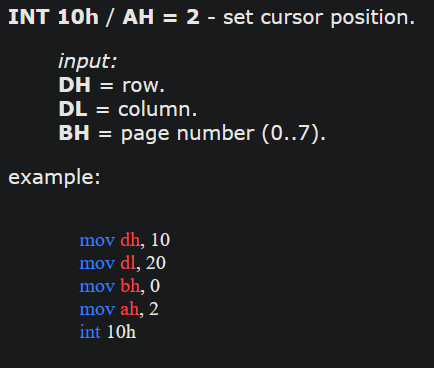 INT 10h / AH = 2 - set cursor position.
input:
DH = row.
DL = column.
BH = page number (0..7).
example:
mov dh, 10
mov dl, 20
mov bh, 0
mov ah, 2
int 10h